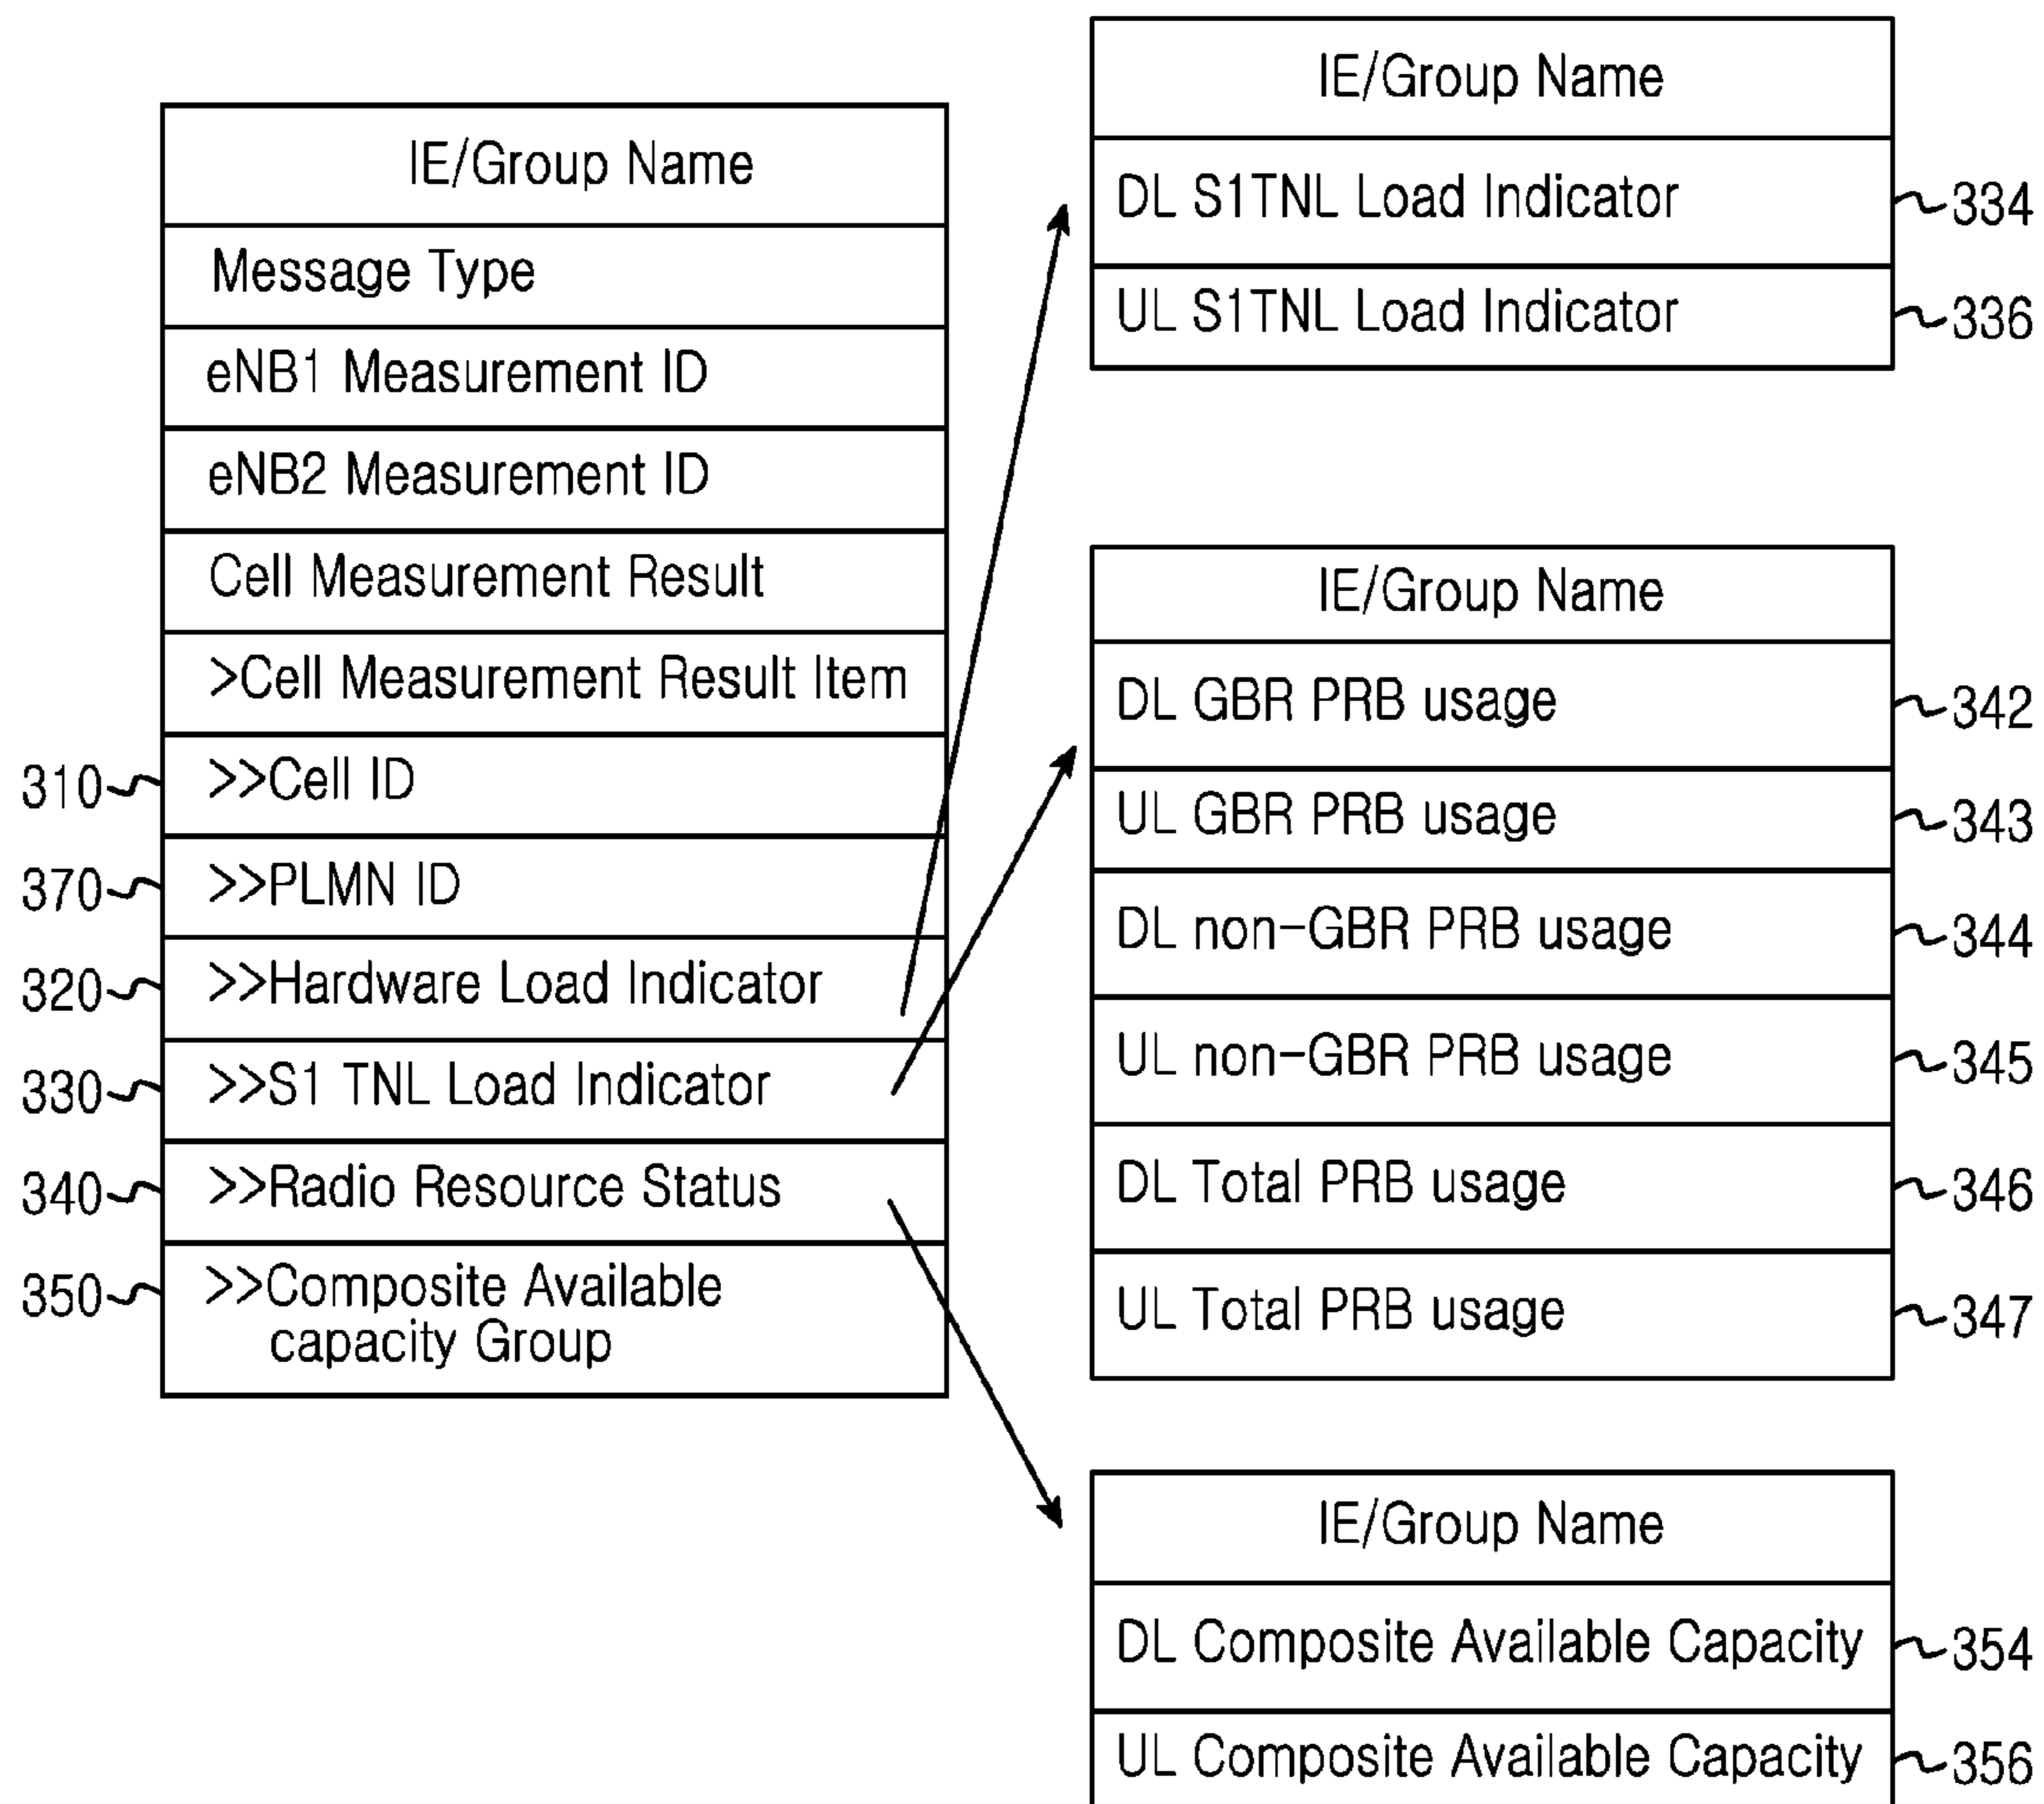 IE/Group Name
Message Type
eNB1 Measurement ID
eNB2 Measurement ID
Cell Measurement Result
>Cell Measurement Result Item
310 >>Cell ID
370 >>PLMN ID
320 >>Hardware Load Indicator
330 >>S1 TNL Load Indicator
340 >>Radio Resource Status
350 >>Composite Available
capacity Group
IE/Group Name
DL S1TNL Load Indicator 334
UL S1TNL Load Indicator 336
IE/Group Name
DL GBR PRB usage 342
UL GBR PRB usage 343
DL non-GBR PRB usage 344
UL non-GBR PRB usage 345
DL Total PRB usage 346
UL Total PRB usage 347
IE/Group Name
DL Composite Available Capacity 354
UL Composite Available Capacity 356